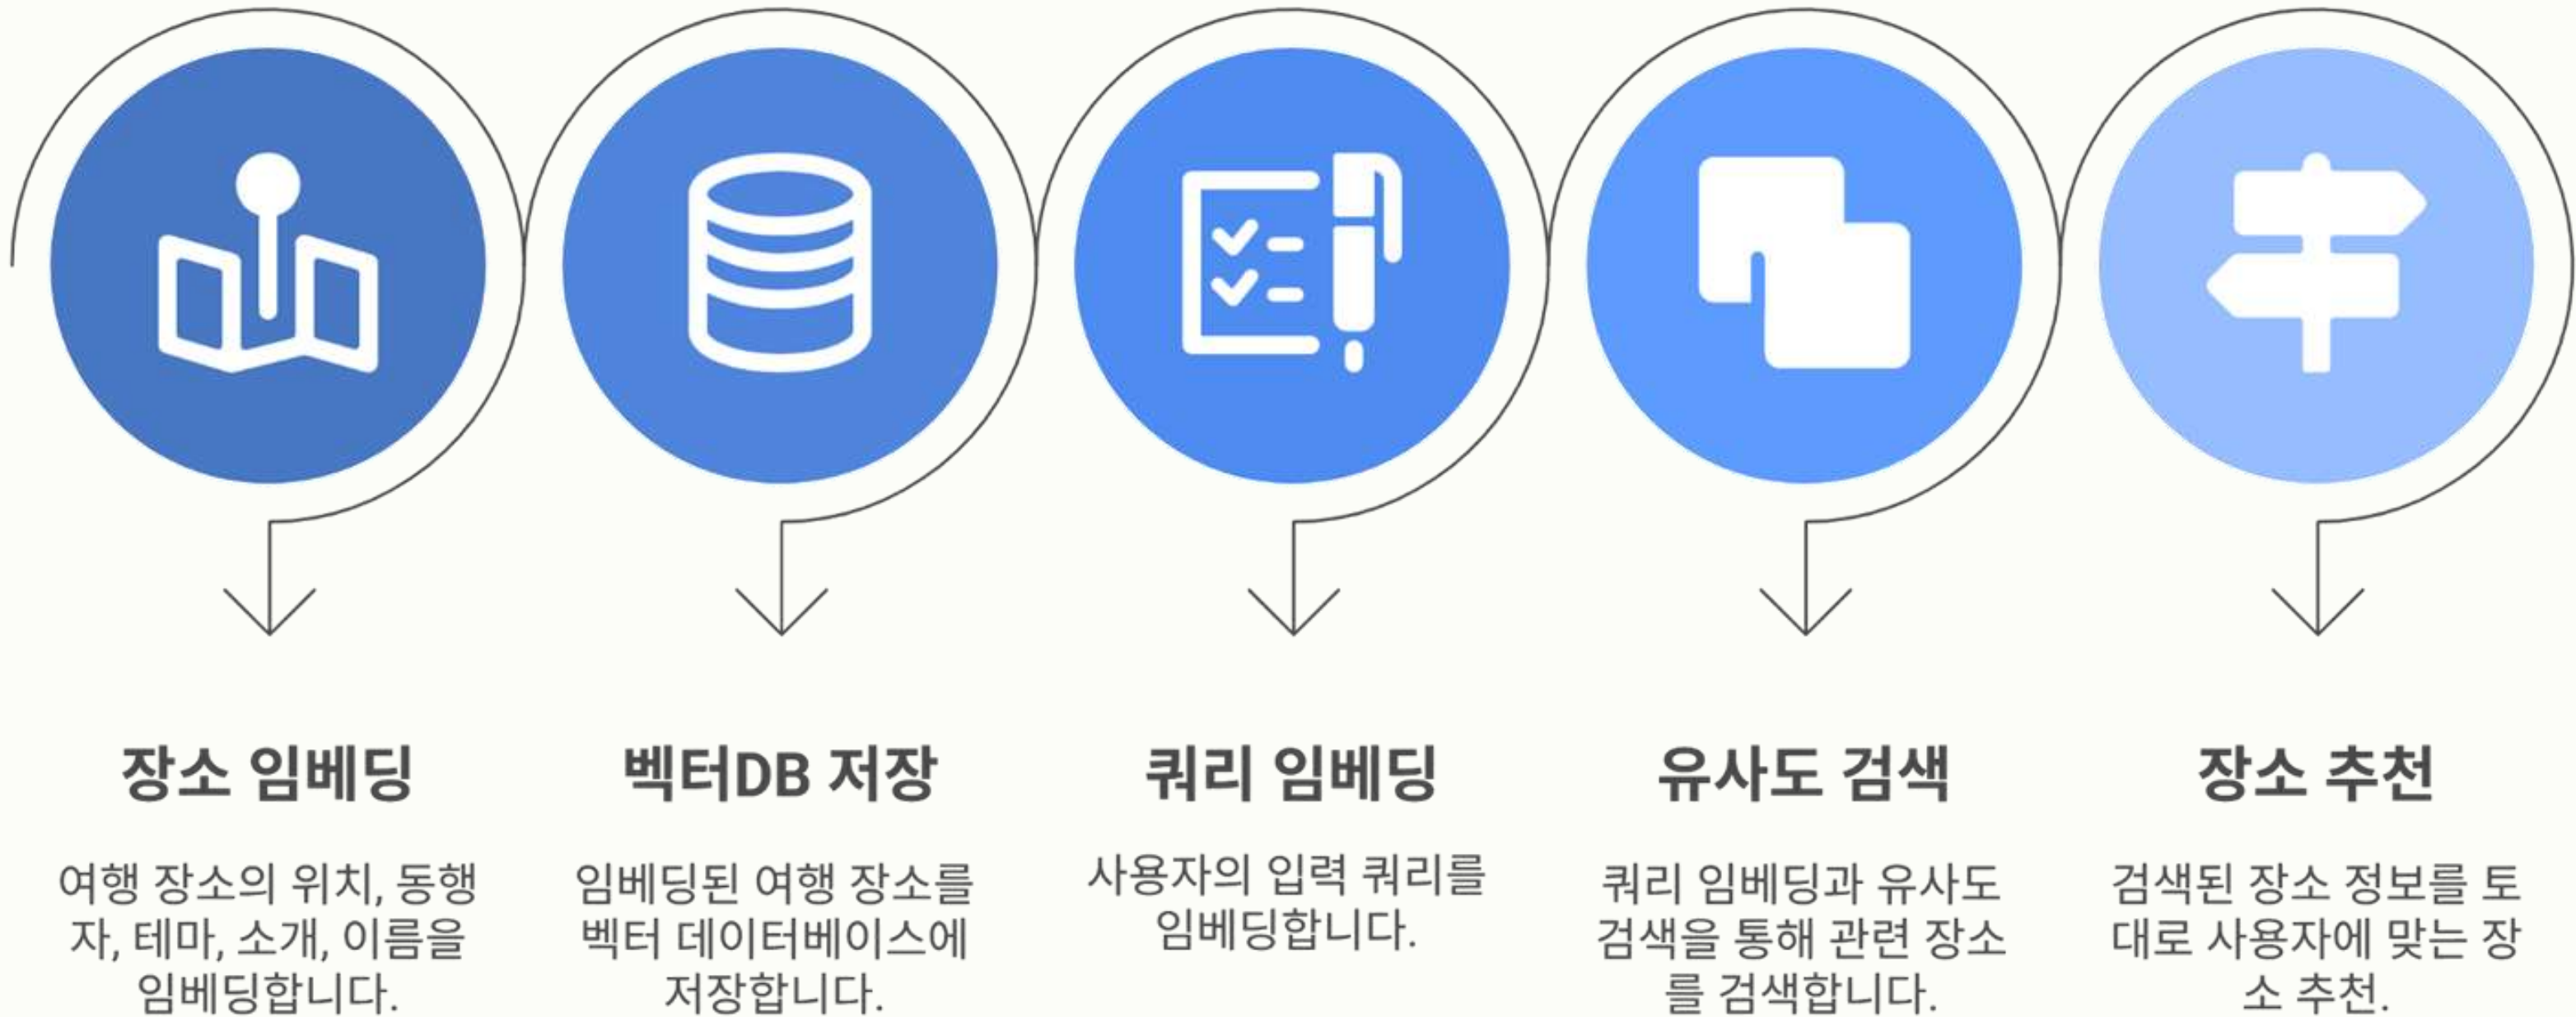 장소 임베딩
여행 장소의 위치, 동행
자, 테마, 소개, 이름을
임베딩합니다.
벡터DB 저장
임베딩된 여행 장소를
벡터 데이터베이스에
저장합니다.
쿼리 임베딩
사용자의 입력 쿼리를
임베딩합니다.
유사도 검색
쿼리 임베딩과 유사도
검색을 통해 관련 장소
를 검색합니다.
장소 추천
검색된 장소 정보를 토
대로 사용자에 맞는 장
소 추천.